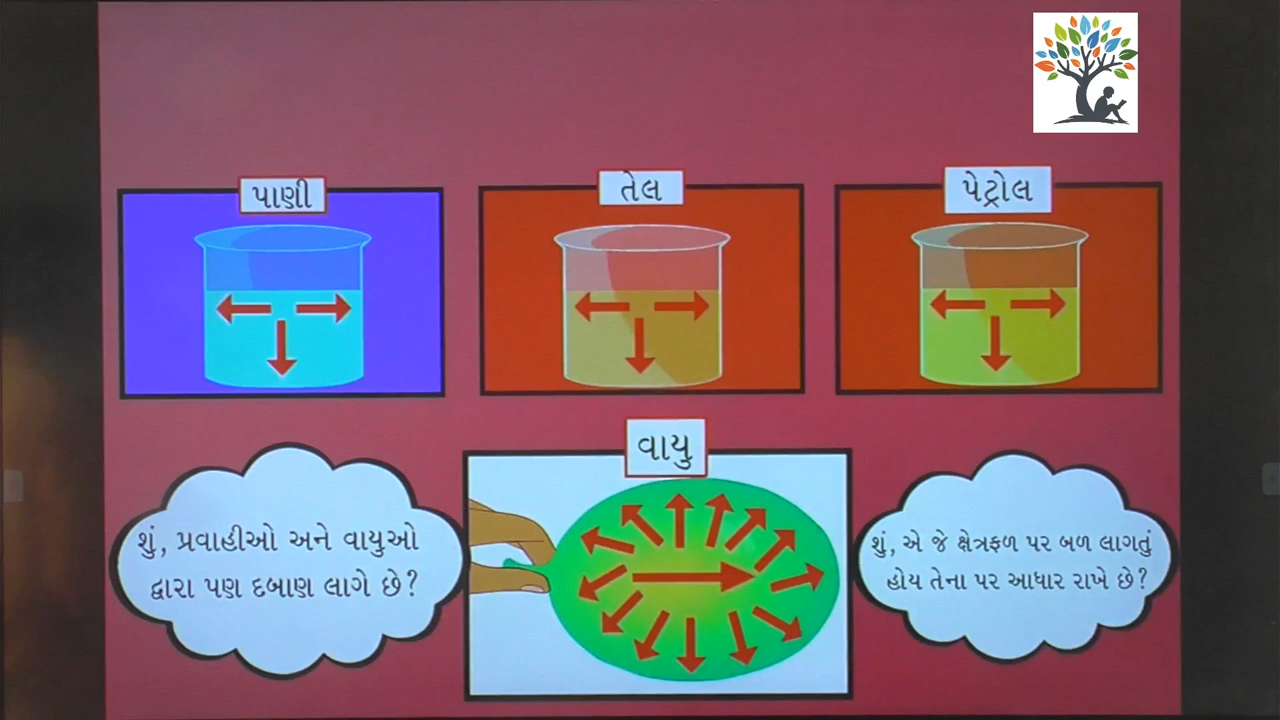 પાણી
તેલ
પેટ્રોલ
વાયુ
શું, પ્રવાહીઓ અને વાયુઓ
દ્વારા પણ દબાણ લાગે છે?
શું, એ જે ક્ષેત્રફળ પર બળ લાગતું
હોય તેના પર આધાર રાખે છે?